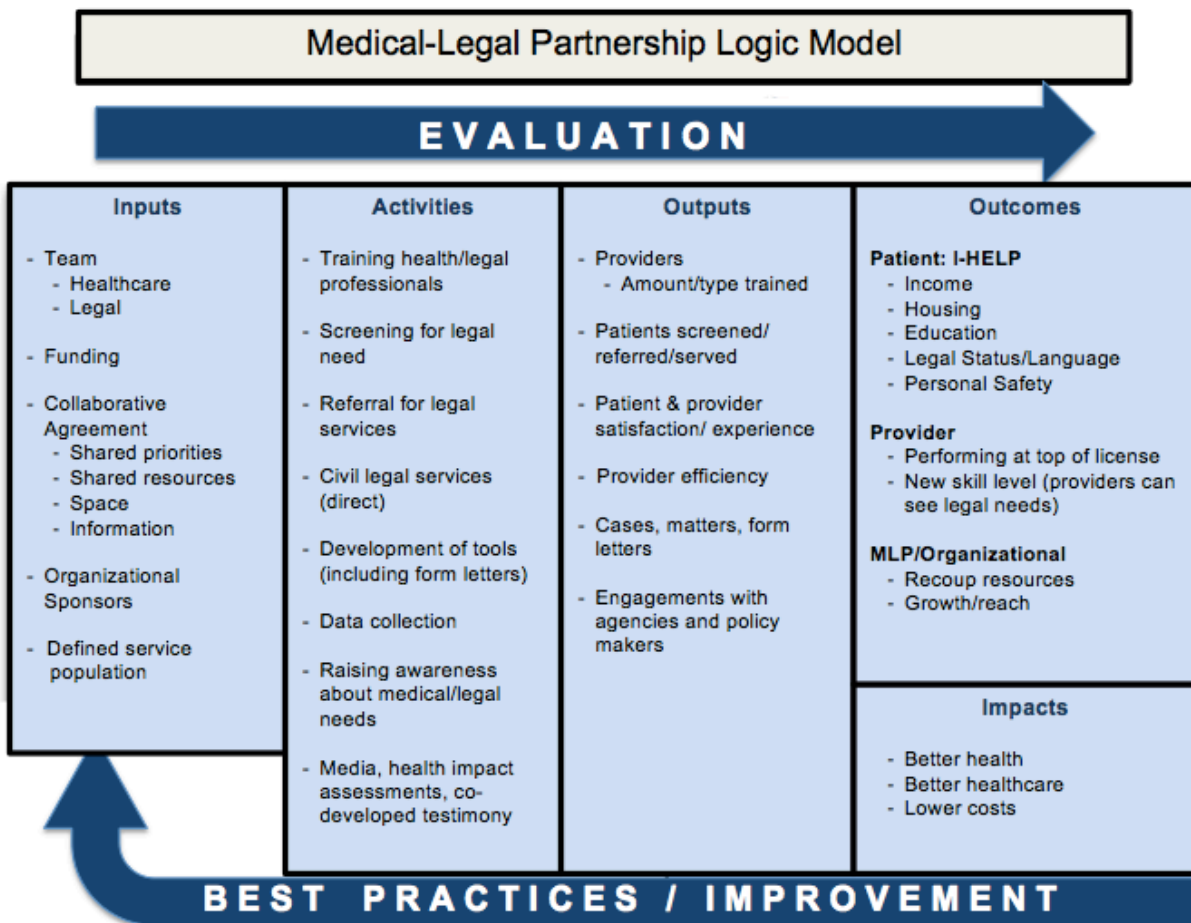 Medical-Legal Partnership Logic Model
EVALUATION
Inputs
- Team
- Healthcare
- Legal
- Funding
- Collaborative
Agreement
- Shared priorities
- Shared resources
- Space
- Information
- Organizational
Sponsors
- Defined service
population
Activities
- Training health/legal
professionals
- Screening for legal
need
- Referral for legal
services
- Civil legal services
(direct)
- Development of tools
(including form letters)
- Data collection
- Raising awareness
about medical/legal
needs
- Media, health impact
assessments, co-
developed testimony
Outputs
- Providers
- Amount/type trained
- Patients screened/
referred/served
- Patient & provider
satisfaction/ experience
- Provider efficiency
- Cases, matters, form
letters
- Engagements with
agencies and policy
makers
Outcomes
Patient: I-HELP
- Income
- Housing
- Education
- Legal Status/Language
- Personal Safety
Provider
- Performing at top of license
- New skill level (providers can
see legal needs)
MLP/Organizational
- Recoup resources
- Growth/reach
Impacts
- Better health
- Better healthcare
- Lower costs
BEST PRACTICES / IMPROVEMENT